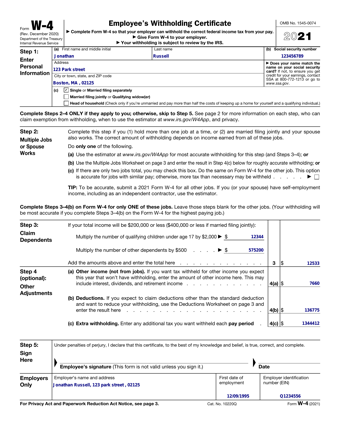 Form W-4
(Rev. December 2020)
Department of the Treasury
Internal Revenue Service
Employee's Withholding Certificate
▶ Complete Form W-4 so that your employer can withhold the correct federal income tax from your pay.
▶ Give Form W-4 to your employer.
▶ Your withholding is subject to review by the IRS.
OMB No. 1545-0074
2021
Step 1:
Enter
Personal
Information
(a) First name and middle initial
Jonathan
Last name
Russell
(b) Social security number
123456789
Address
123 Park street
City or town, state, and ZIP code
Boston, MA , 02125
▶ Does your name match the
name on your social security
card? If not, to ensure you get
credit for your earnings, contact
SSA at 800-772-1213 or go to
www.ssa.gov.
(c) Single or Married filing separately
Married filing jointly or Qualifying widow(er)
Head of household (Check only if you're unmarried and pay more than half the costs of keeping up a home for yourself and a qualifying individual.)
Complete Steps 2–4 ONLY if they apply to you; otherwise, skip to Step 5. See page 2 for more information on each step, who can
claim exemption from withholding, when to use the estimator at www.irs.gov/W4App, and privacy.
Step 2:
Multiple Jobs
or Spouse
Works
Complete this step if you (1) hold more than one job at a time, or (2) are married filing jointly and your spouse
also works. The correct amount of withholding depends on income earned from all of these jobs.
Do only one of the following.
(a) Use the estimator at www.irs.gov/W4App for most accurate withholding for this step (and Steps 3–4); or
(b) Use the Multiple Jobs Worksheet on page 3 and enter the result in Step 4(c) below for roughly accurate withholding; or
(c) If there are only two jobs total, you may check this box. Do the same on Form W-4 for the other job. This option
is accurate for jobs with similar pay; otherwise, more tax than necessary may be withheld . . . . . ▶
TIP: To be accurate, submit a 2021 Form W-4 for all other jobs. If you (or your spouse) have self-employment
income, including as an independent contractor, use the estimator.
Complete Steps 3–4(b) on Form W-4 for only ONE of these jobs. Leave those steps blank for the other jobs. (Your withholding will
be most accurate if you complete Steps 3–4(b) on the Form W-4 for the highest paying job.)
Step 3:
Claim
Dependents
If your total income will be $200,000 or less ($400,000 or less if married filing jointly):
Multiply the number of qualifying children under age 17 by $2,000 ▶ $ 12344
Multiply the number of other dependents by $500 . . . . ▶ $ 575200
Add the amounts above and enter the total here . . . . . . . . . . . . 3 $ 12533
Step 4
(optional):
Other
Adjustments
(a) Other income (not from jobs). If you want tax withheld for other income you expect
this year that won't have withholding, enter the amount of other income here. This may
include interest, dividends, and retirement income . . . . . . . . . . . 4(a) $ 7660
(b) Deductions. If you expect to claim deductions other than the standard deduction
and want to reduce your withholding, use the Deductions Worksheet on page 3 and
enter the result here . . . . . . . . . . . . . . . . . . . 4(b) $ 136775
(c) Extra withholding. Enter any additional tax you want withheld each pay period . 4(c) $ 1344412
Step 5:
Sign
Here
Under penalties of perjury, I declare that this certificate, to the best of my knowledge and belief, is true, correct, and complete.
Employee's signature (This form is not valid unless you sign it.)
Date
Employers
Only
Employer's name and address
Jonathan Russell, 123 park street , 02125
First date of
employment
12/09/1995
Employer identification
number (EIN)
Q1234556
For Privacy Act and Paperwork Reduction Act Notice, see page 3.
Cat. No. 10220Q
Form W-4 (2021)